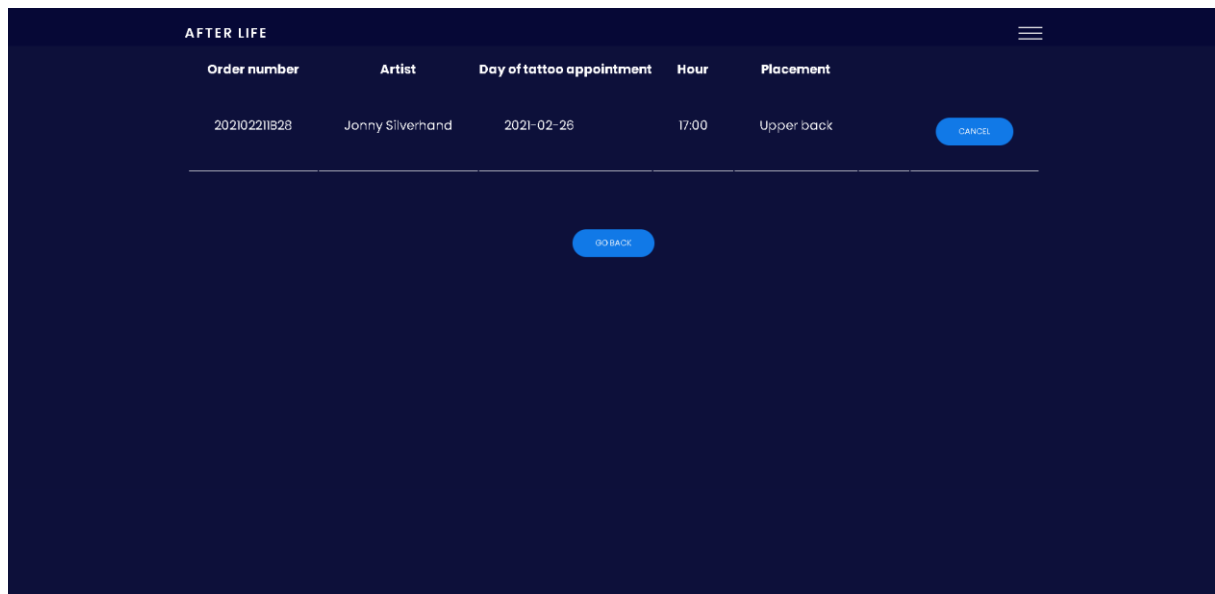 AFTER LIFE
Order number Artist Day of tattoo appointment Hour Placement
Jonny Silverhand 2021-02-26 17:00 Upper back
CANCEL
GO BACK